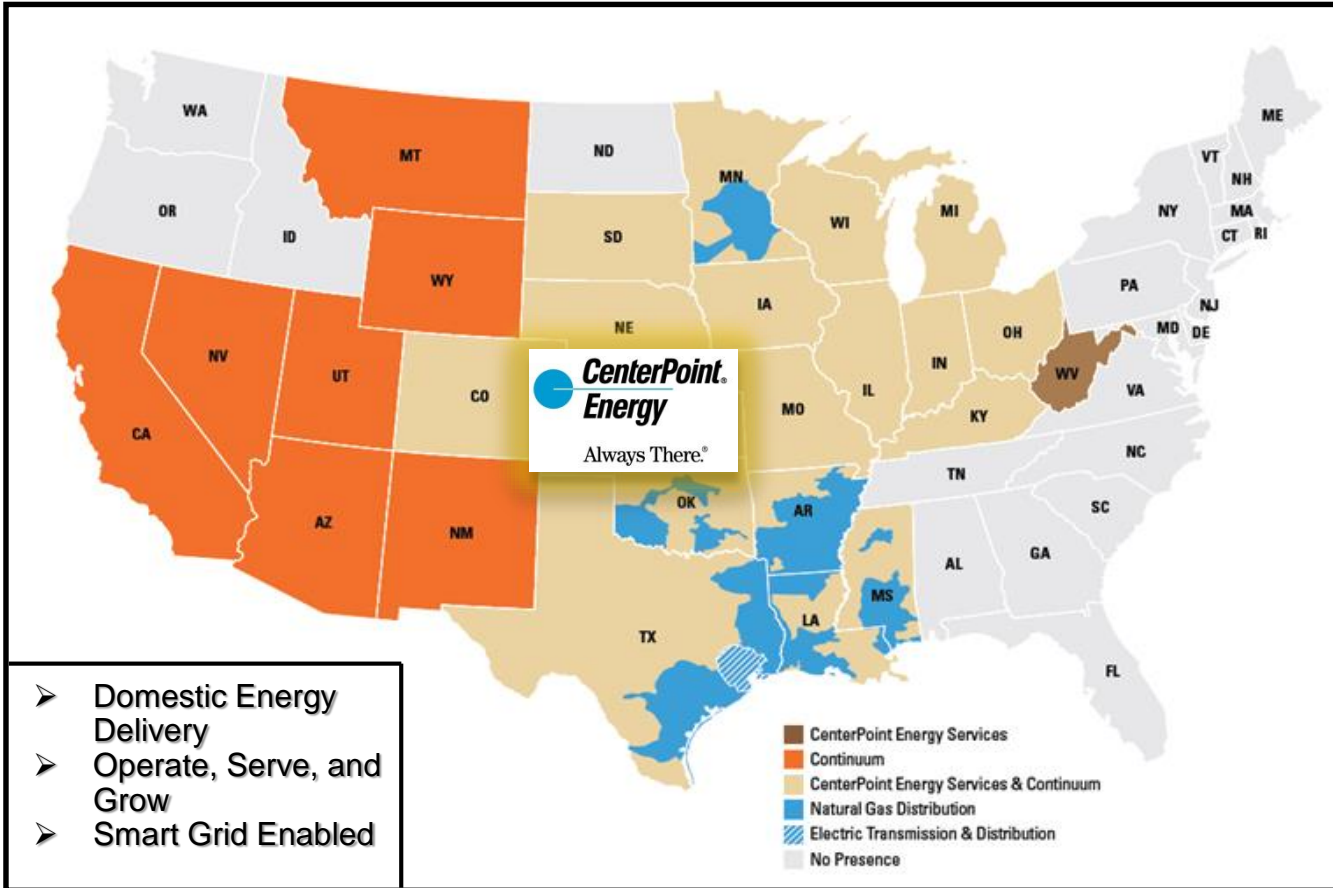 WA
MT
ND
ME
VT
NH
MN
OR
ID
SD
WI
MI
NY
MA
CT
RI
WY
IA
PA
NJ
NE
OH
MD
DE
NV
UT
CO
CenterPoint®
Energy
Always There.®
MO
IL
IN
WV
VA
CA
KY
NC
TN
AZ
NM
OK
AR
SC
MS
AL
GA
TX
LA
FL
➢ Domestic Energy
Delivery
➢ Operate, Serve, and
Grow
➢ Smart Grid Enabled
CenterPoint Energy Services
Continuum
CenterPoint Energy Services & Continuum
Natural Gas Distribution
Electric Transmission & Distribution
No Presence